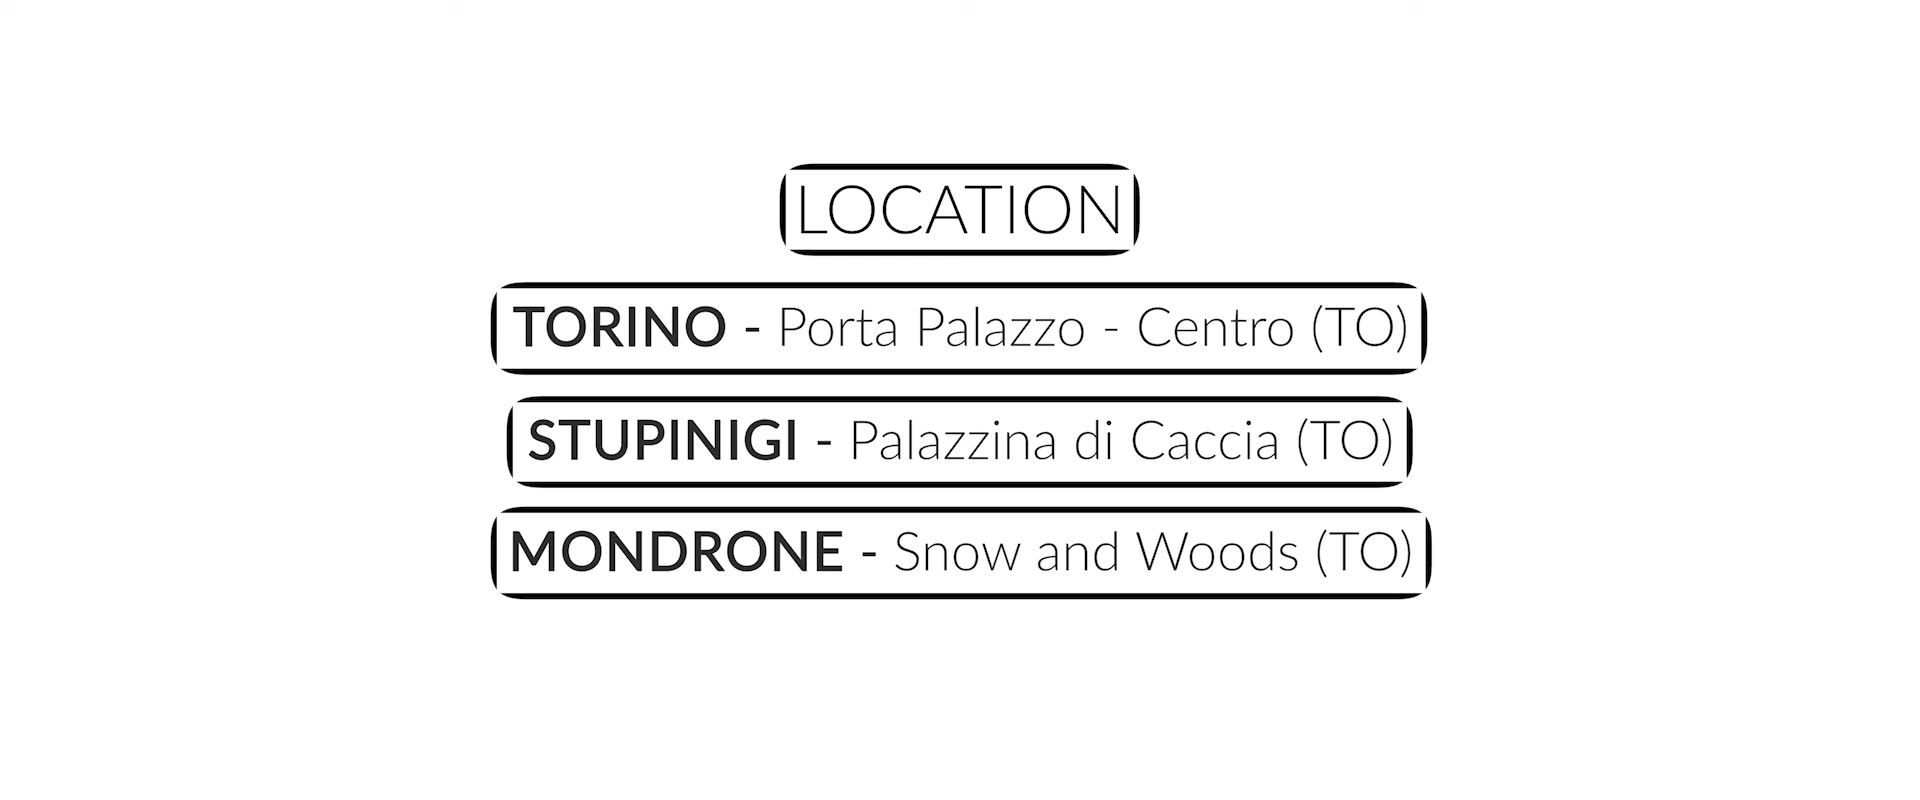 LOCATION
TORINO - Porta Palazzo - Centro (TO)
STUPINIGI - Palazzina di Caccia (TO)
MONDRONE - Snow and Woods (TO)